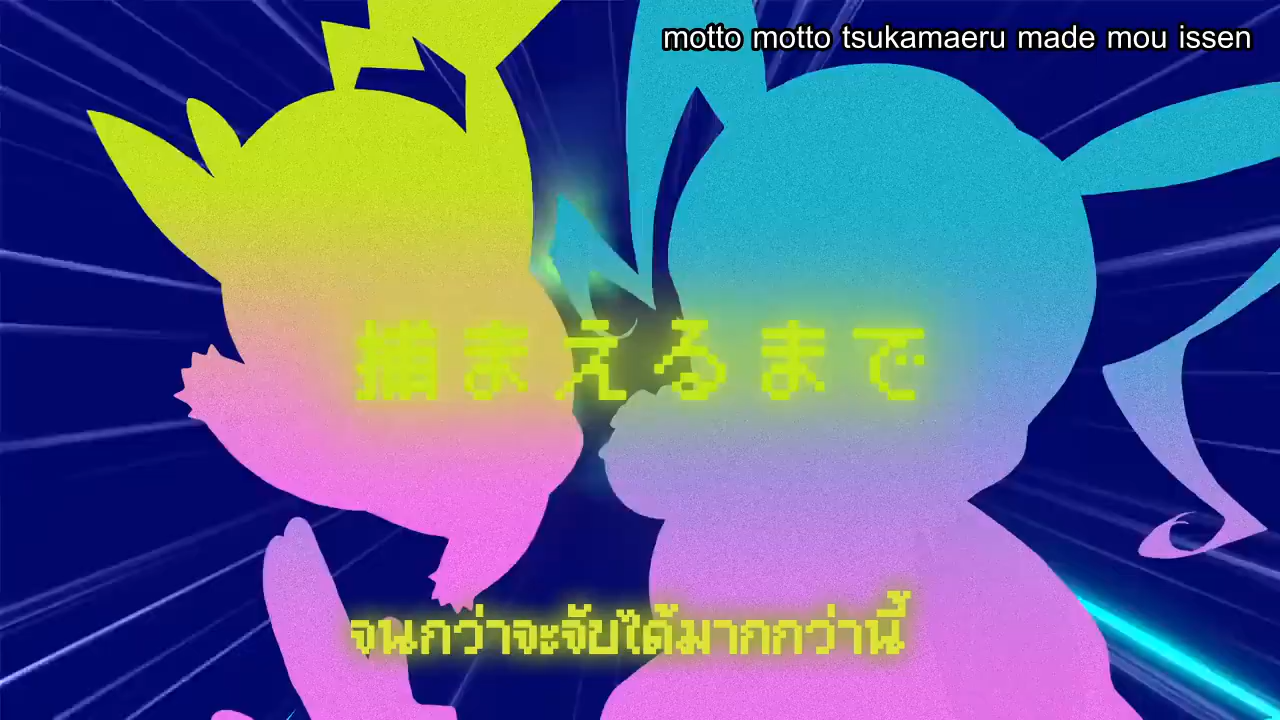 motto motto tsukamaeru made mou issen
捕まえるまで
จนกว่าจะจับได้มากกว่านี้